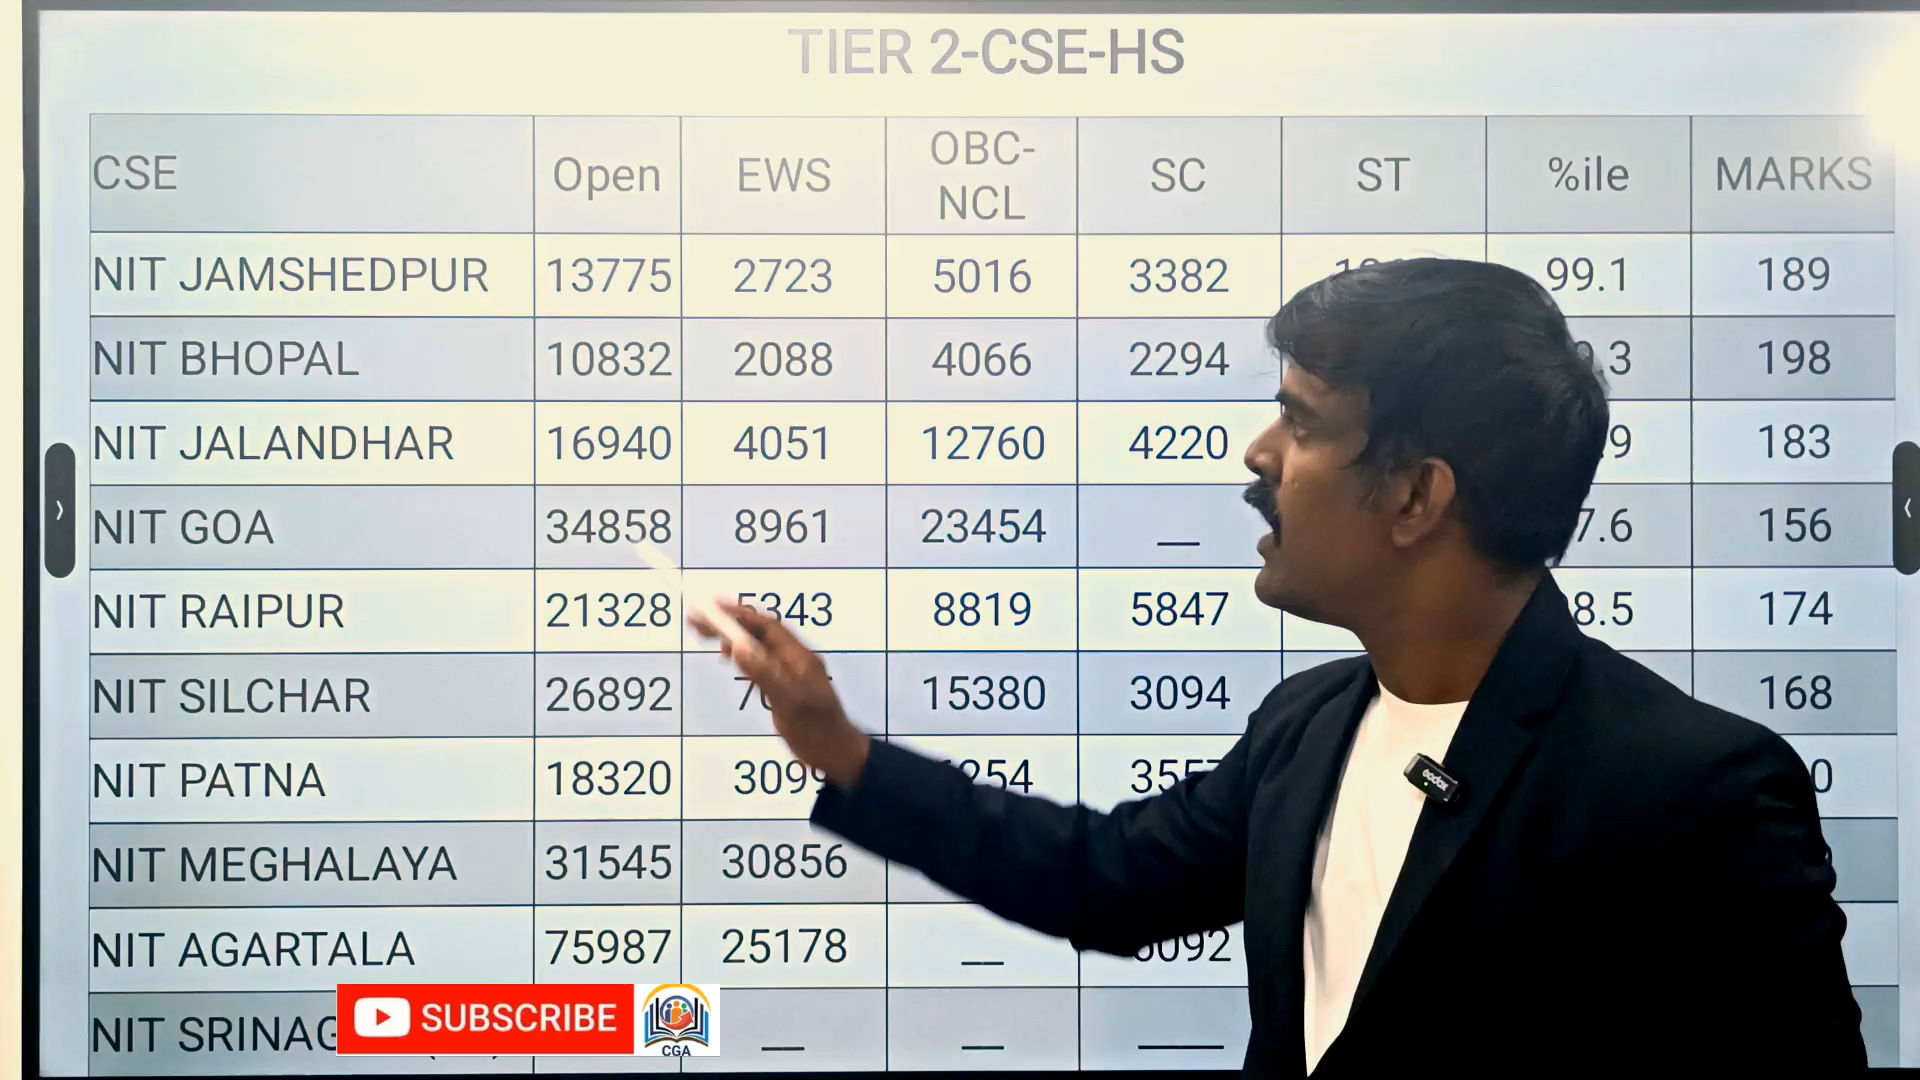 TIER 2-CSE-HS
CSE Open EWS OBC-NCL SC ST %ile MARKS
NIT JAMSHEDPUR 13775 2723 5016 3382 99.1 189
NIT BHOPAL 10832 2088 4066 2294 .3 198
NIT JALANDHAR 16940 4051 12760 4220 .9 183
NIT GOA 34858 8961 23454 __ 7.6 156
NIT RAIPUR 21328 5343 8819 5847 8.5 174
NIT SILCHAR 26892 15380 3094 168
NIT PATNA 18320 3099 254 355 0
NIT MEGHALAYA 31545 30856
NIT AGARTALA 75987 25178 __ 092
NIT SRINAG __ __ ___
SUBSCRIBE
CGA
Godox